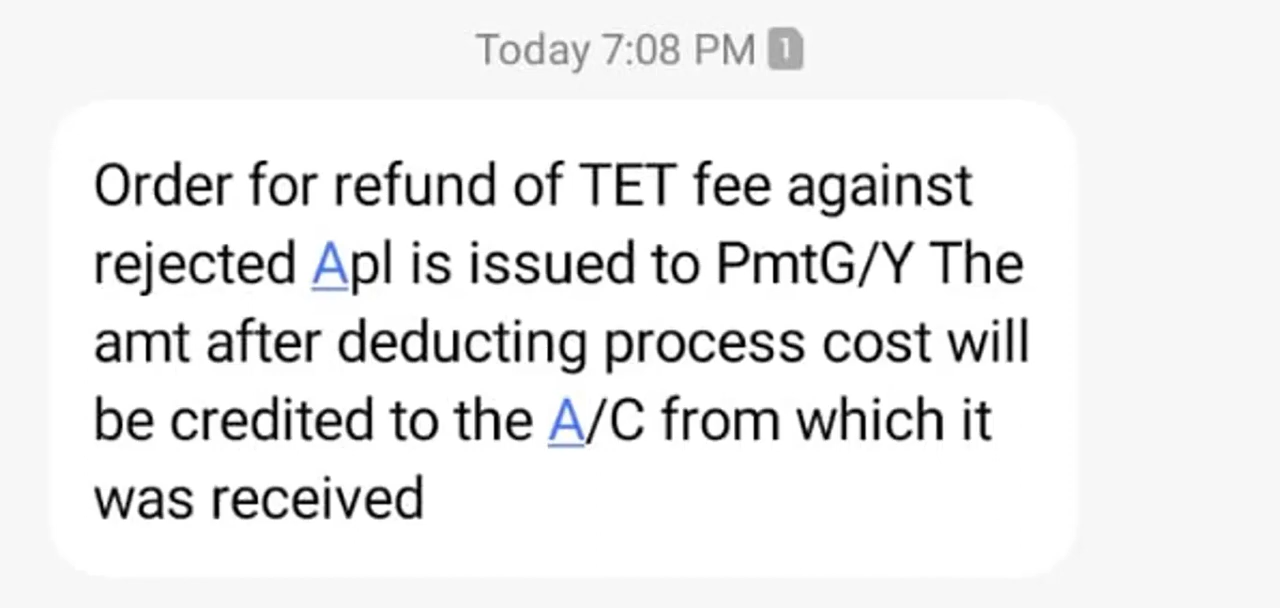 Today 7:08 PM 1
Order for refund of TET fee against
rejected Apl is issued to PmtG/Y The
amt after deducting process cost will
be credited to the A/C from which it
was received